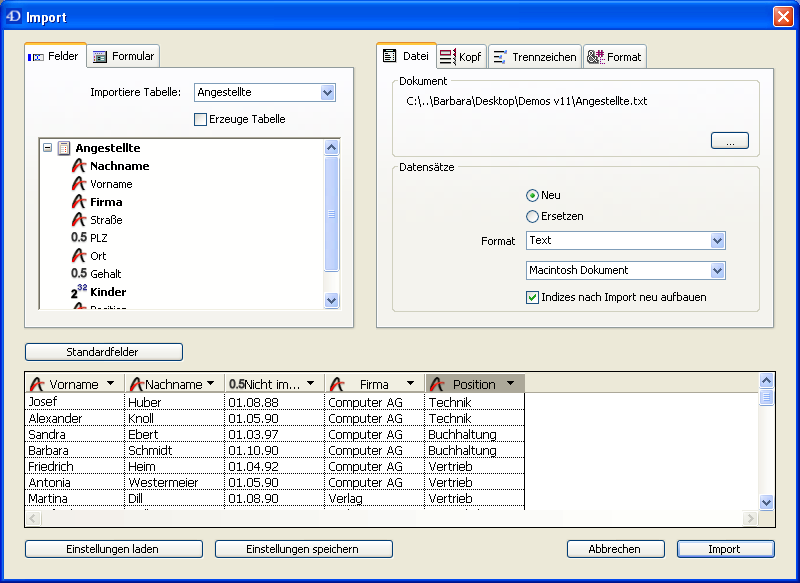 Import
Felder
Formular
Importiere Tabelle:
Angestellte
Erzeuge Tabelle
Angestellte
Nachname
Vorname
Firma
Straße
0.5 PLZ
Ort
0.5 Gehalt
2³² Kinder
Position
Datei
Kopf
Trennzeichen
Format
Dokument
C:\..\Barbara\Desktop\Demos v11\Angestellte.txt
...
Datensätze
Neu
Ersetzen
Format
Text
Macintosh Dokument
Indizes nach Import neu aufbauen
Standardfelder
Vorname Nachname 0.5 Nicht im... Firma Position
Josef Huber 01.08.88 Computer AG Technik
Alexander Knoll 01.05.90 Computer AG Technik
Sandra Ebert 01.03.97 Computer AG Buchhaltung
Barbara Schmidt 01.10.90 Computer AG Buchhaltung
Friedrich Heim 01.04.92 Computer AG Vertrieb
Antonia Westermeier 01.05.90 Computer AG Vertrieb
Martina Dill 01.08.90 Verlag Vertrieb
Einstellungen laden
Einstellungen speichern
Abbrechen
Import